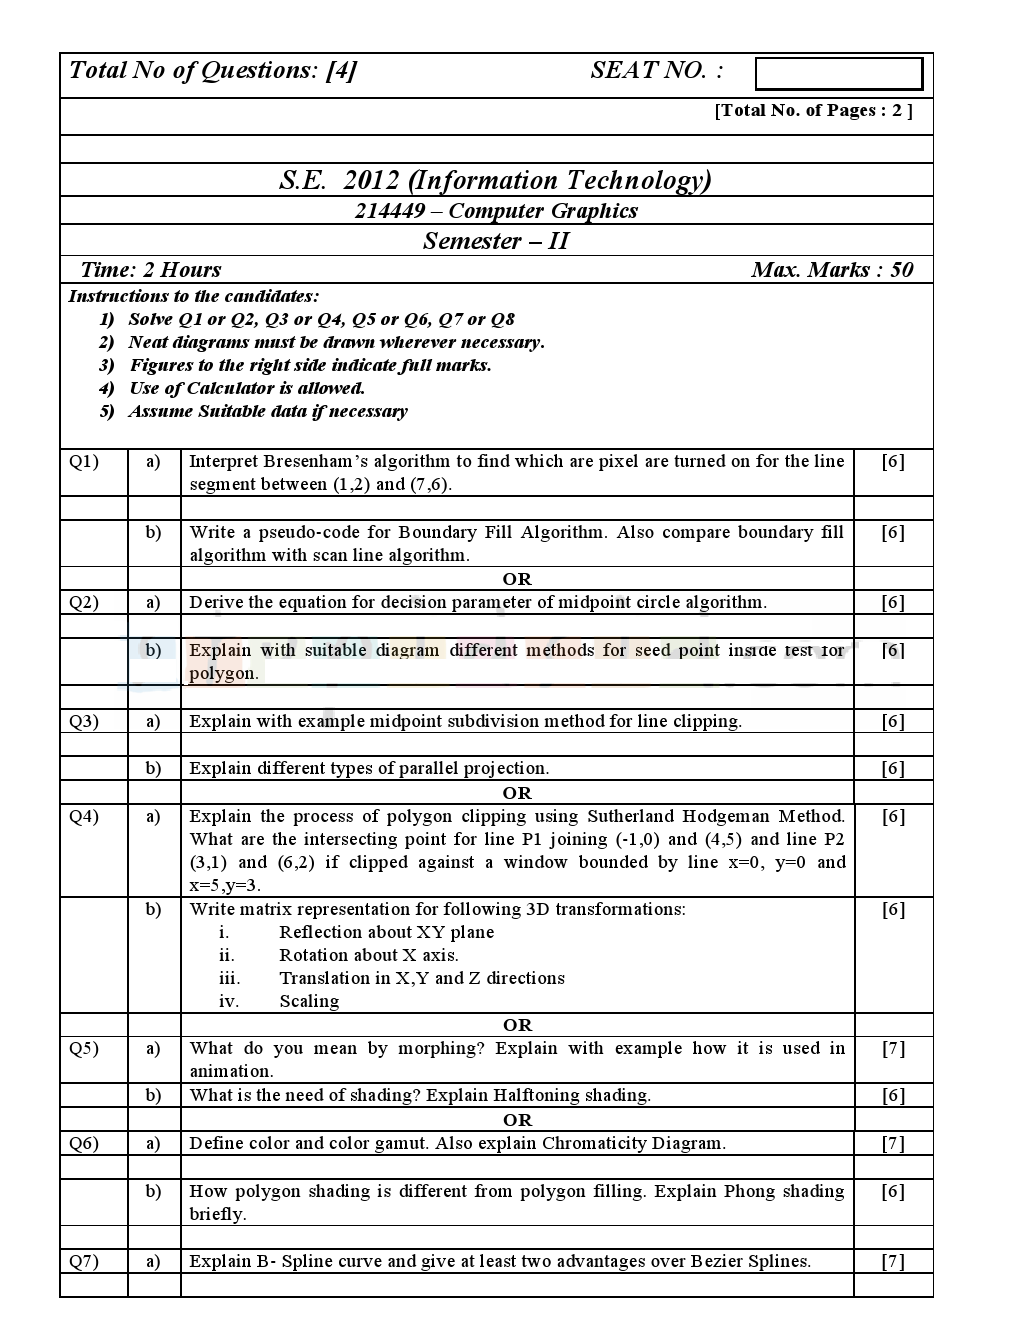 Total No of Questions: [4] SEAT NO. :
[Total No. of Pages : 2 ]
S.E. 2012 (Information Technology)
214449 – Computer Graphics
Semester – II
Time: 2 Hours Max. Marks : 50
Instructions to the candidates:
1) Solve Q1 or Q2, Q3 or Q4, Q5 or Q6, Q7 or Q8
2) Neat diagrams must be drawn wherever necessary.
3) Figures to the right side indicate full marks.
4) Use of Calculator is allowed.
5) Assume Suitable data if necessary
Q1) a) Interpret Bresenham's algorithm to find which are pixel are turned on for the line [6]
segment between (1,2) and (7,6).
b) Write a pseudo-code for Boundary Fill Algorithm. Also compare boundary fill [6]
algorithm with scan line algorithm.
OR
Q2) a) Derive the equation for decision parameter of midpoint circle algorithm. [6]
b) Explain with suitable diagram different methods for seed point inside test for [6]
polygon.
Q3) a) Explain with example midpoint subdivision method for line clipping. [6]
b) Explain different types of parallel projection. [6]
OR
Q4) a) Explain the process of polygon clipping using Sutherland Hodgeman Method. [6]
What are the intersecting point for line P1 joining (-1,0) and (4,5) and line P2
(3,1) and (6,2) if clipped against a window bounded by line x=0, y=0 and
x=5,y=3.
b) Write matrix representation for following 3D transformations: [6]
i. Reflection about XY plane
ii. Rotation about X axis.
iii. Translation in X,Y and Z directions
iv. Scaling
OR
Q5) a) What do you mean by morphing? Explain with example how it is used in [7]
animation.
b) What is the need of shading? Explain Halftoning shading. [6]
OR
Q6) a) Define color and color gamut. Also explain Chromaticity Diagram. [7]
b) How polygon shading is different from polygon filling. Explain Phong shading [6]
briefly.
Q7) a) Explain B- Spline curve and give at least two advantages over Bezier Splines. [7]